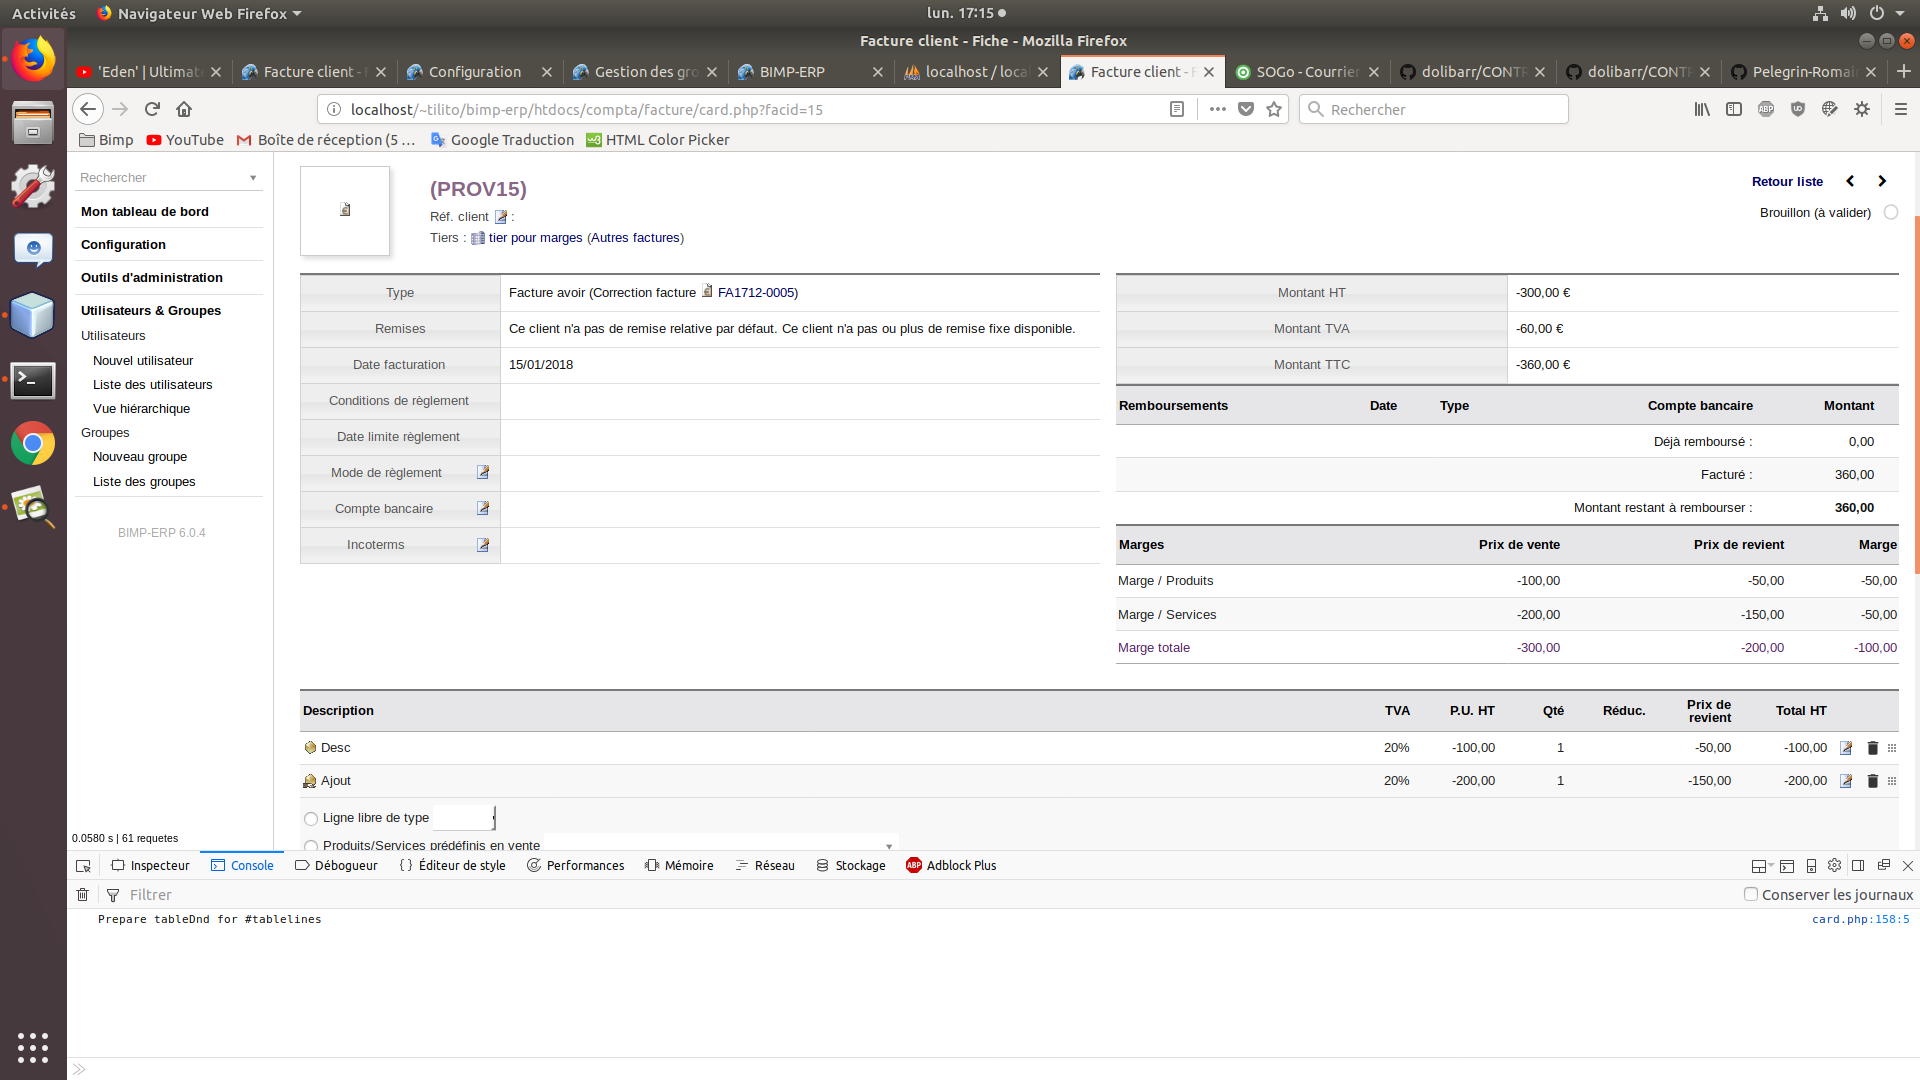 Activités
Navigateur Web Firefox
lun. 17:15
Facture client - Fiche - Mozilla Firefox
'Eden' | Ultimat
Facture client -
Configuration
Gestion des gro
BIMP-ERP
localhost / loca
Facture client - F
SOGo - Courrier
dolibarr/CONTR
dolibarr/CONTR
Pelegrin-Romai
localhost/~tilito/bimp-erp/htdocs/compta/facture/card.php?facid=15
Rechercher
Bimp
YouTube
Boîte de réception (5 …
Google Traduction
HTML Color Picker
Rechercher
Mon tableau de bord
Configuration
Outils d'administration
Utilisateurs & Groupes
Utilisateurs
Nouvel utilisateur
Liste des utilisateurs
Vue hiérarchique
Groupes
Nouveau groupe
Liste des groupes
BIMP-ERP 6.0.4
0.0580 s | 61 requetes
(PROV15)
Réf. client :
Tiers : tier pour marges (Autres factures)
Retour liste
Brouillon (à valider)
Type Facture avoir (Correction facture FA1712-0005)
Remises Ce client n'a pas de remise relative par défaut. Ce client n'a pas ou plus de remise fixe disponible.
Date facturation 15/01/2018
Conditions de règlement
Date limite règlement
Mode de règlement
Compte bancaire
Incoterms
Montant HT -300,00 €
Montant TVA -60,00 €
Montant TTC -360,00 €
Remboursements Date Type Compte bancaire Montant
Déjà remboursé : 0,00
Facturé : 360,00
Montant restant à rembourser : 360,00
Marges Prix de vente Prix de revient Marge
Marge / Produits -100,00 -50,00 -50,00
Marge / Services -200,00 -150,00 -50,00
Marge totale -300,00 -200,00 -100,00
Description TVA P.U. HT Qté Réduc. Prix de revient Total HT
Desc 20% -100,00 1 -50,00 -100,00
Ajout 20% -200,00 1 -150,00 -200,00
Ligne libre de type
Produits/Services prédéfinis en vente
Inspecteur
Console
Débogueur
Éditeur de style
Performances
Mémoire
Réseau
Stockage
ABP Adblock Plus
Filtrer
Conserver les journaux
Prepare tableDnd for #tablelines
card.php:158:5